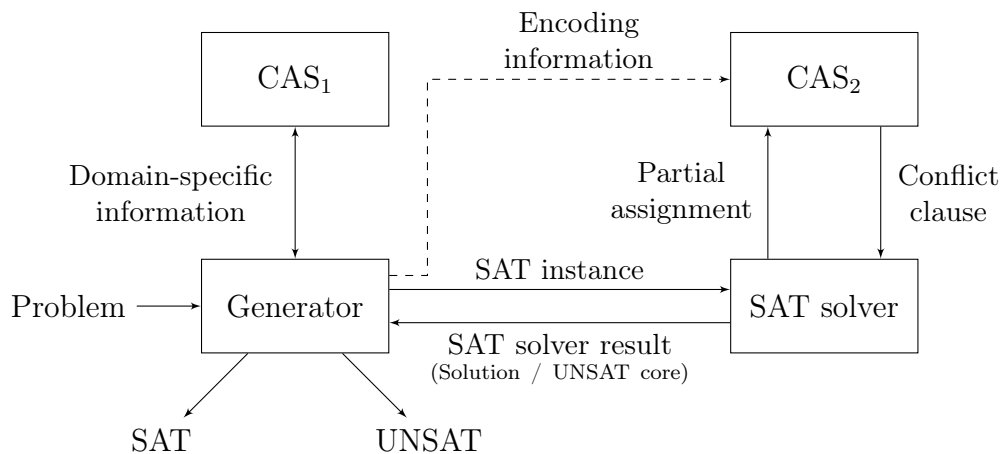 Encoding
information
CAS₁
CAS₂
Domain-specific
information
Partial
assignment
Conflict
clause
Problem
Generator
SAT instance
SAT solver
SAT solver result
(Solution / UNSAT core)
SAT
UNSAT